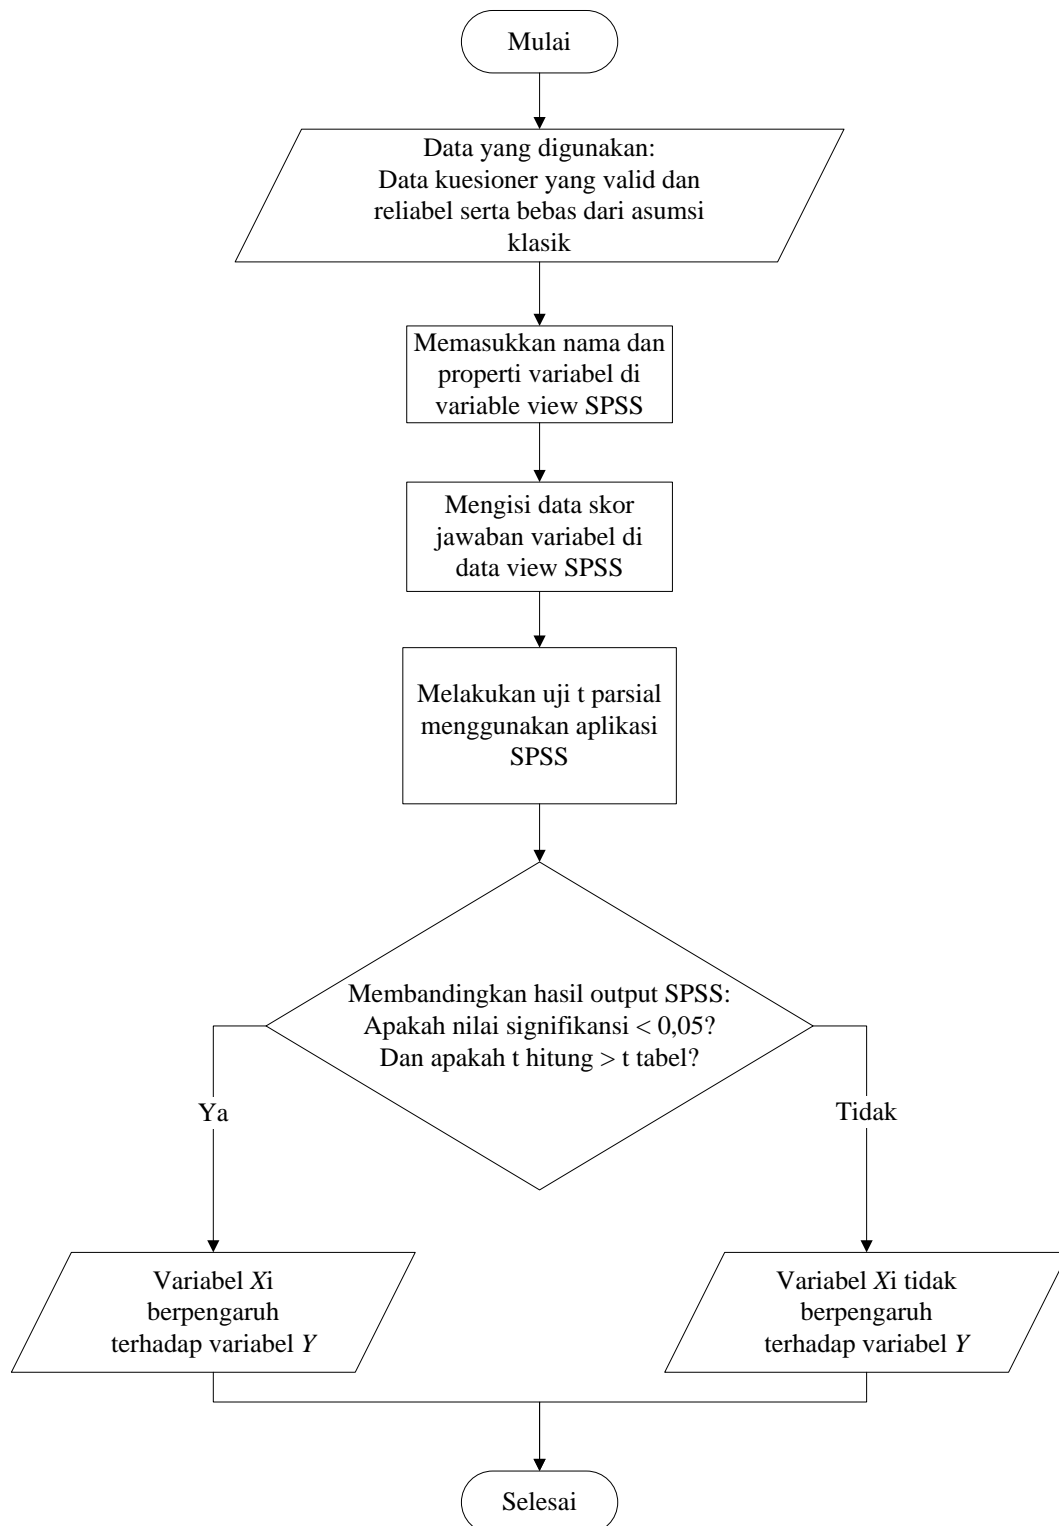 Mulai
Data yang digunakan:
Data kuesioner yang valid dan
reliabel serta bebas dari asumsi
klasik
Memasukkan nama dan
properti variabel di
variable view SPSS
Mengisi data skor
jawaban variabel di
data view SPSS
Melakukan uji t parsial
menggunakan aplikasi
SPSS
Membandingkan hasil output SPSS:
Apakah nilai signifikansi < 0,05?
Dan apakah t hitung > t tabel?
Ya
Tidak
Variabel Xi
berpengaruh
terhadap variabel Y
Variabel Xi tidak
berpengaruh
terhadap variabel Y
Selesai